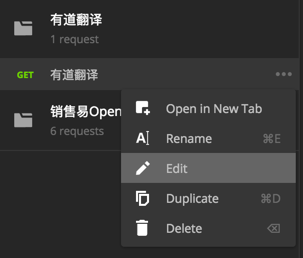 有道翻译
1 request
GET 有道翻译
销售易Open
6 requests
Open in New Tab
Rename ⌘E
Edit
Duplicate ⌘D
Delete ⌫